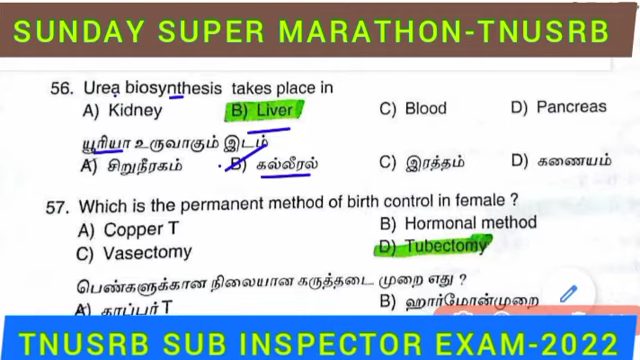 SUNDAY SUPER MARATHON-TNUSRB
56. Urea biosynthesis takes place in
A) Kidney B) Liver C) Blood D) Pancreas
யூரியா உருவாகும் இடம்
A) சிறுநீரகம் B) கல்லீரல் C) இரத்தம் D) கணையம்
57. Which is the permanent method of birth control in female ?
A) Copper T B) Hormonal method
C) Vasectomy D) Tubectomy
பெண்களுக்கான நிலையான கருத்தடை முறை எது ?
A) காப்பர் T B) ஹார்மோன்முறை
TNUSRB SUB INSPECTOR EXAM-2022